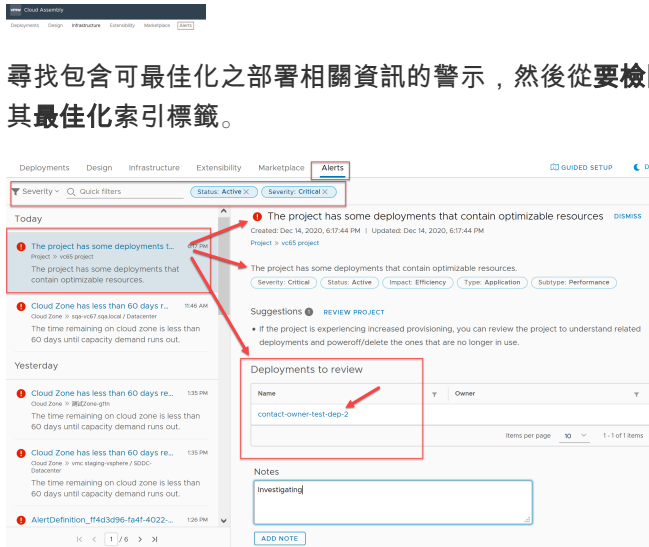 vmw Cloud Assembly
Deployments Design Infrastructure Extensibility Marketplace Alerts
尋找包含可最佳化之部署相關資訊的警示，然後從要檢
其最佳化索引標籤。
Deployments Design Infrastructure Extensibility Marketplace Alerts GUIDED SETUP D
Severity Quick filters Status: Active X Severity: Critical X
Today
The project has some deployments t... 6:17 PM
Project » vc65 project
The project has some deployments that
contain optimizable resources.
Cloud Zone has less than 60 days r... 11:46 AM
Cloud Zone » sqa-vc67.sqa.local / Datacenter
The time remaining on cloud zone is less than
60 days until capacity demand runs out.
Yesterday
Cloud Zone has less than 60 days re... 1:35 PM
Cloud Zone » 測試Zone-gftn
The time remaining on cloud zone is less than
60 days until capacity demand runs out.
Cloud Zone has less than 60 days re... 1:35 PM
Cloud Zone » vmc staging-vsphere / SDDC-
Datacenter
The time remaining on cloud zone is less than
60 days until capacity demand runs out.
AlertDefinition_ff4d3d96-fa4f-4022-... 1:26 PM
1 / 6
The project has some deployments that contain optimizable resources DISMISS
Created: Dec 14, 2020, 6:17:44 PM | Updated: Dec 14, 2020, 6:17:44 PM
Project » vc65 project
The project has some deployments that contain optimizable resources.
Severity: Critical Status: Active Impact: Efficiency Type: Application Subtype: Performance
Suggestions REVIEW PROJECT
• If the project is experiencing increased provisioning, you can review the project to understand related
deployments and poweroff/delete the ones that are no longer in use.
Deployments to review
Name Owner
contact-owner-test-dep-2
Items per page 10 1 - 1 of 1 items
Notes
Investigating
ADD NOTE